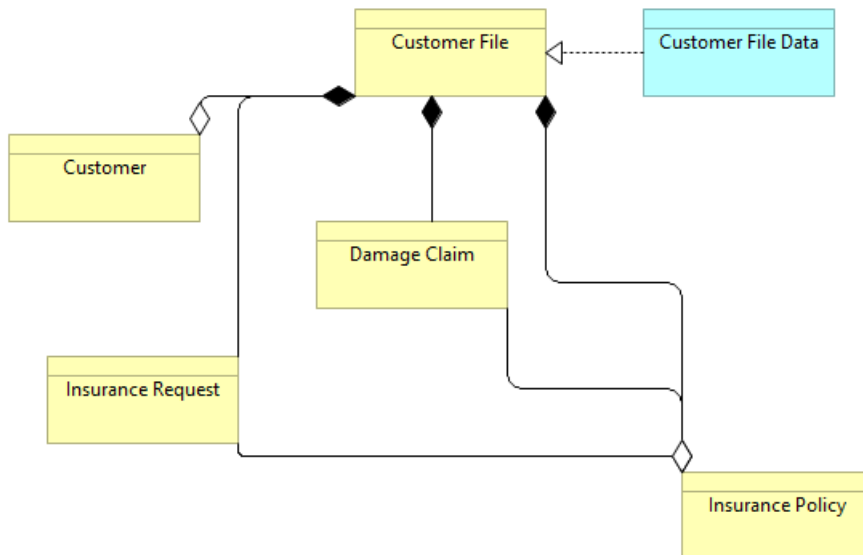 Customer File
Customer File Data
Customer
Damage Claim
Insurance Request
Insurance Policy